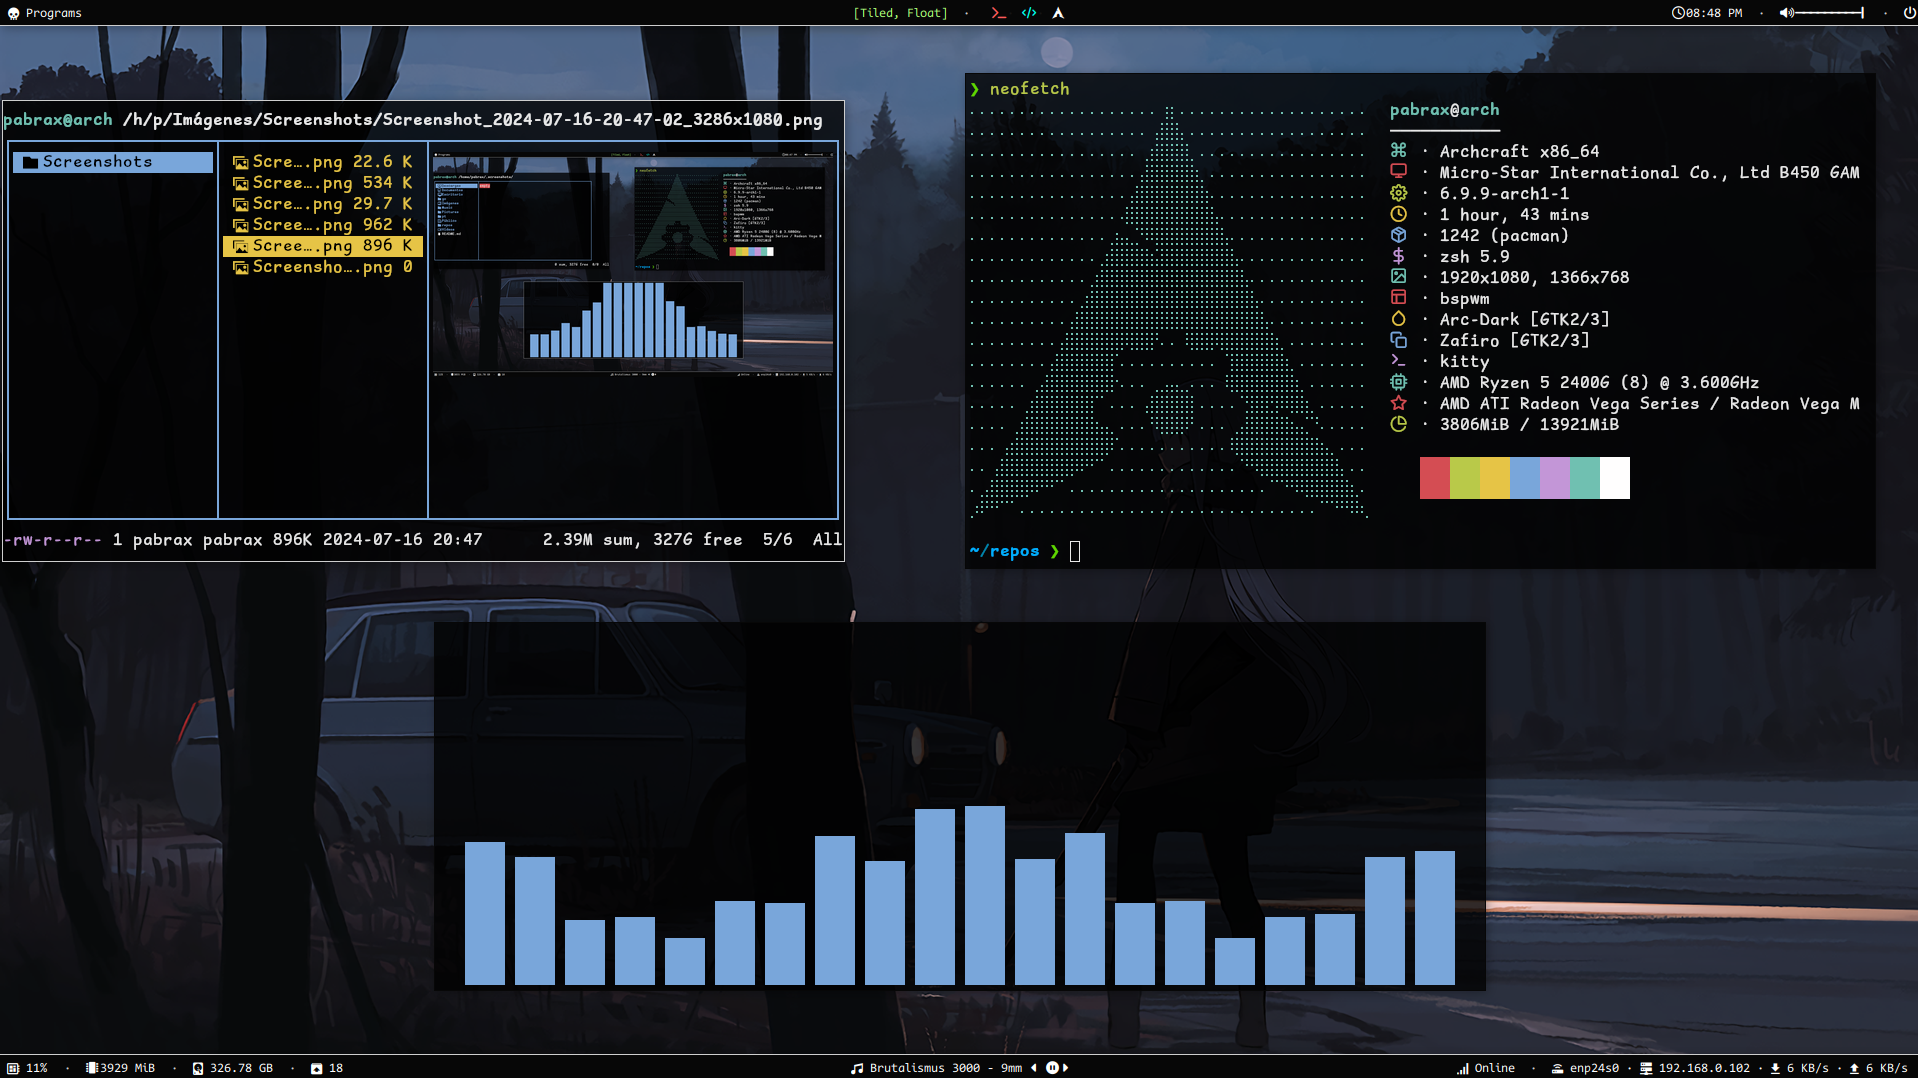 Programs
[Tiled, Float] · >_ </>
08:48 PM · ·
pabrax@arch /h/p/Imágenes/Screenshots/Screenshot_2024-07-16-20-47-02_3286x1080.png
Screenshots
Scre….png 22.6 K
Scree….png 534 K
Scree….png 29.7 K
Scree….png 962 K
Scree….png 896 K
Screensho….png 0
-rw-r--r-- 1 pabrax pabrax 896K 2024-07-16 20:47 2.39M sum, 327G free 5/6 All
❯ neofetch
pabrax@arch
· Archcraft x86_64
· Micro-Star International Co., Ltd B450 GAM
· 6.9.9-arch1-1
· 1 hour, 43 mins
· 1242 (pacman)
· zsh 5.9
· 1920x1080, 1366x768
· bspwm
· Arc-Dark [GTK2/3]
· Zafiro [GTK2/3]
· kitty
· AMD Ryzen 5 2400G (8) @ 3.600GHz
· AMD ATI Radeon Vega Series / Radeon Vega M
· 3806MiB / 13921MiB
~/repos ❯
11% · 3929 MiB · 326.78 GB · 18
Brutalismus 3000 - 9mm
Online · enp24s0 · 192.168.0.102 · 6 KB/s · 6 KB/s